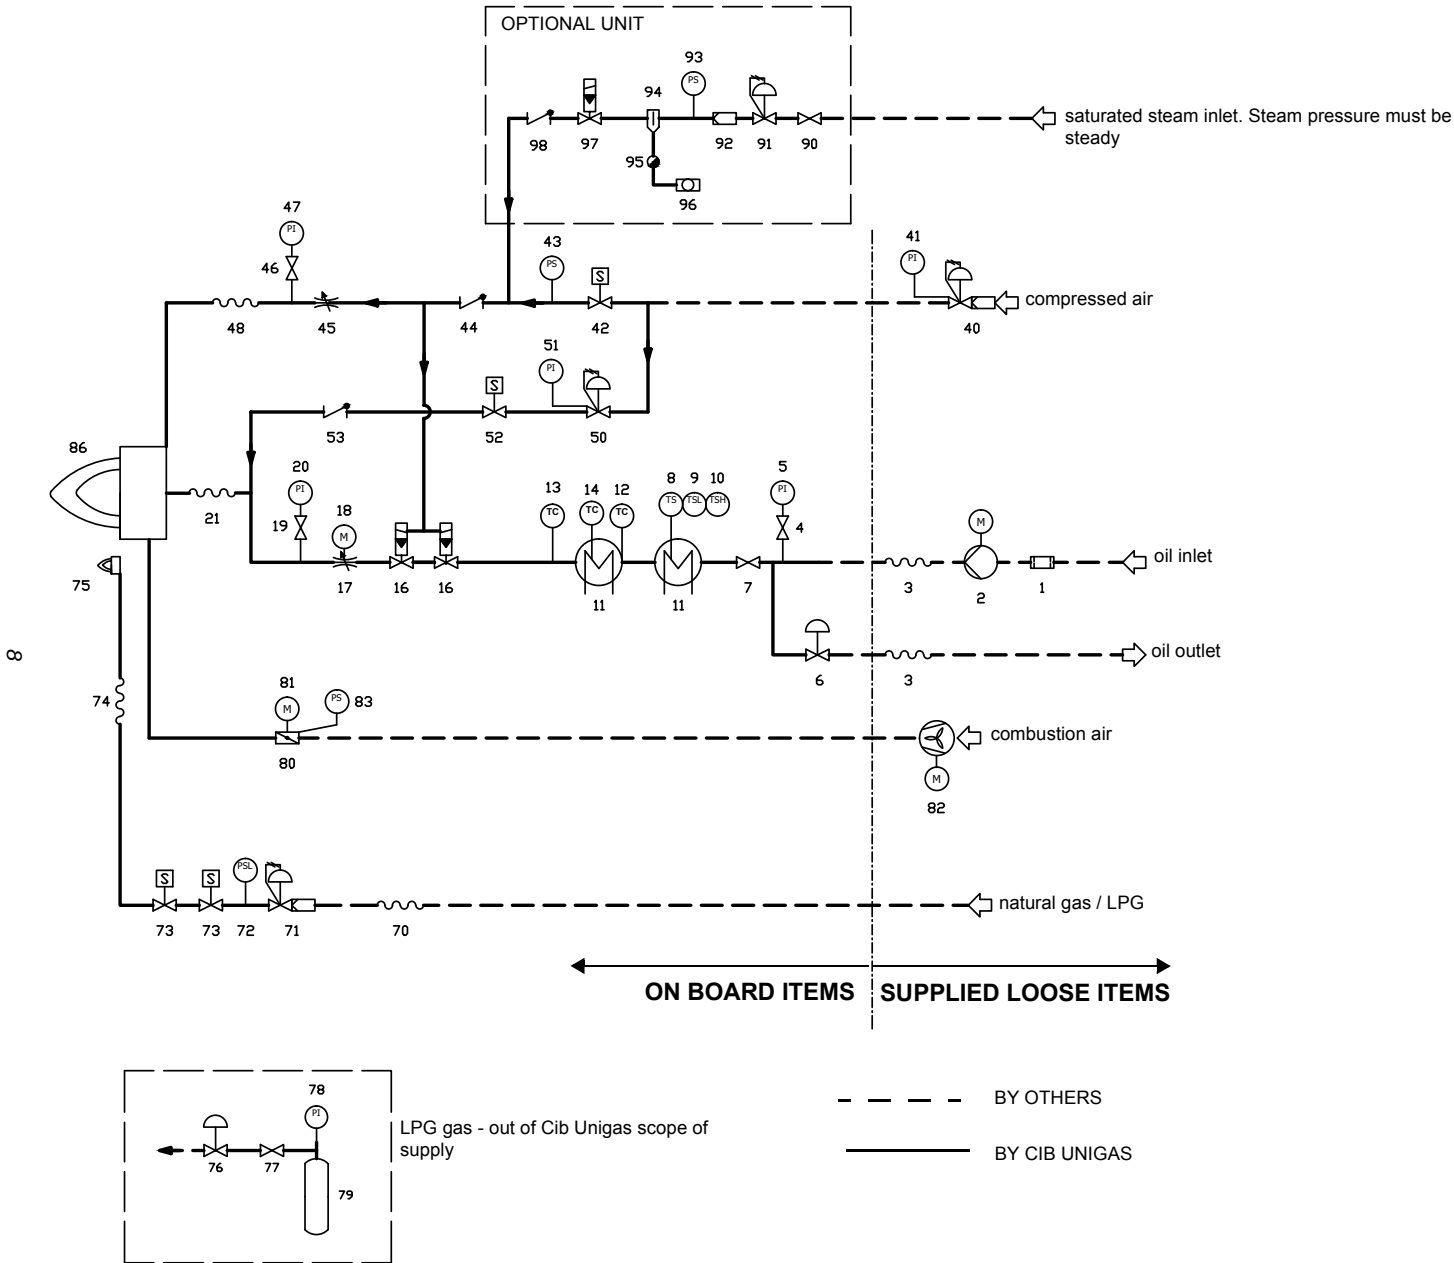 OPTIONAL UNIT
93
PS
94
98
97
95
92
91
90
96
saturated steam inlet. Steam pressure must be
steady
47
PI
46
43
PS
S
41
PI
48
45
44
42
40
compressed air
51
PI
S
53
52
50
86
20
PI
19
18
M
13
TC
14
TC
12
TC
8
TS
9
TSL
10
TSH
5
PI
4
M
21
17
16
16
11
11
7
3
2
1
oil inlet
75
6
3
oil outlet
8
74
81
M
PS
83
80
combustion air
M
82
S
S
PSL
73
73
72
71
70
natural gas / LPG
ON BOARD ITEMS
SUPPLIED LOOSE ITEMS
78
PI
76
77
79
LPG gas - out of Cib Unigas scope of
supply
BY OTHERS
BY CIB UNIGAS